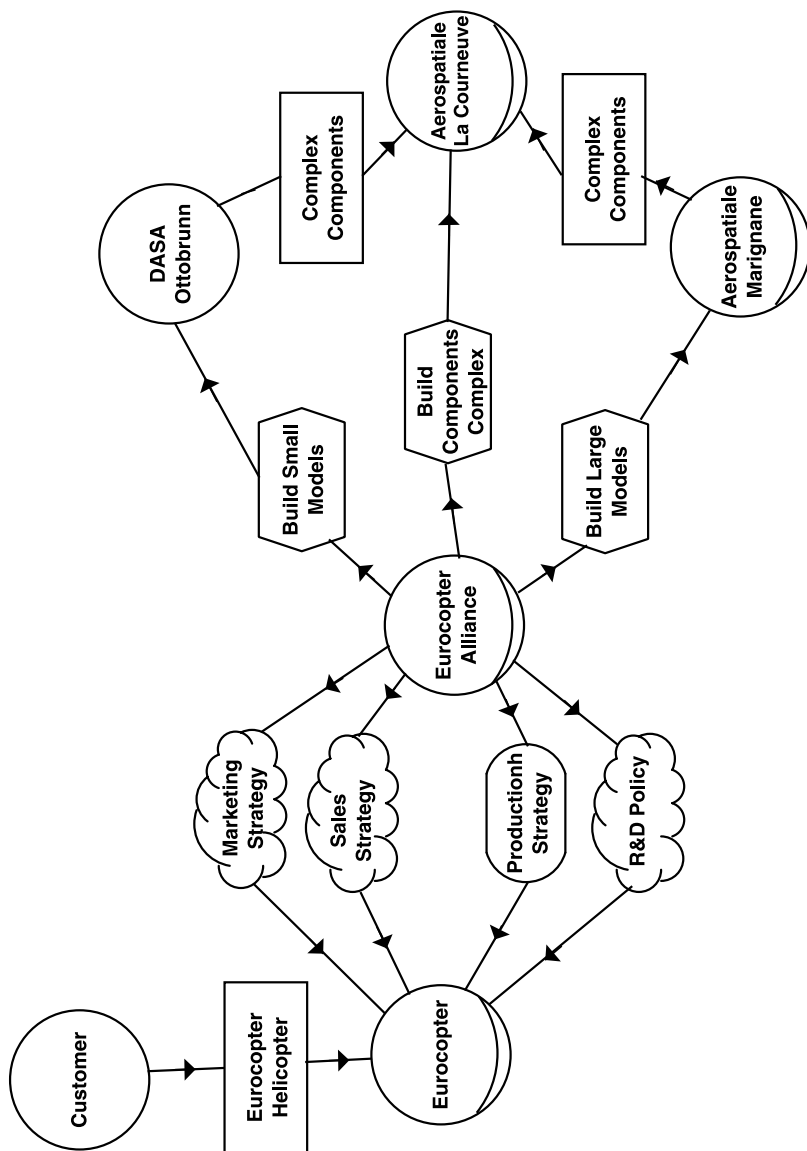 Customer
Eurocopter
Helicopter
Eurocopter
Marketing
Strategy
Sales
Strategy
Productionh
Strategy
R&D Policy
Eurocopter
Alliance
Build Small
Models
Build
Components
Complex
Build Large
Models
DASA
Ottobrunn
Complex
Components
Aerospatiale
La Courneuve
Complex
Components
Aerospatiale
Marignane